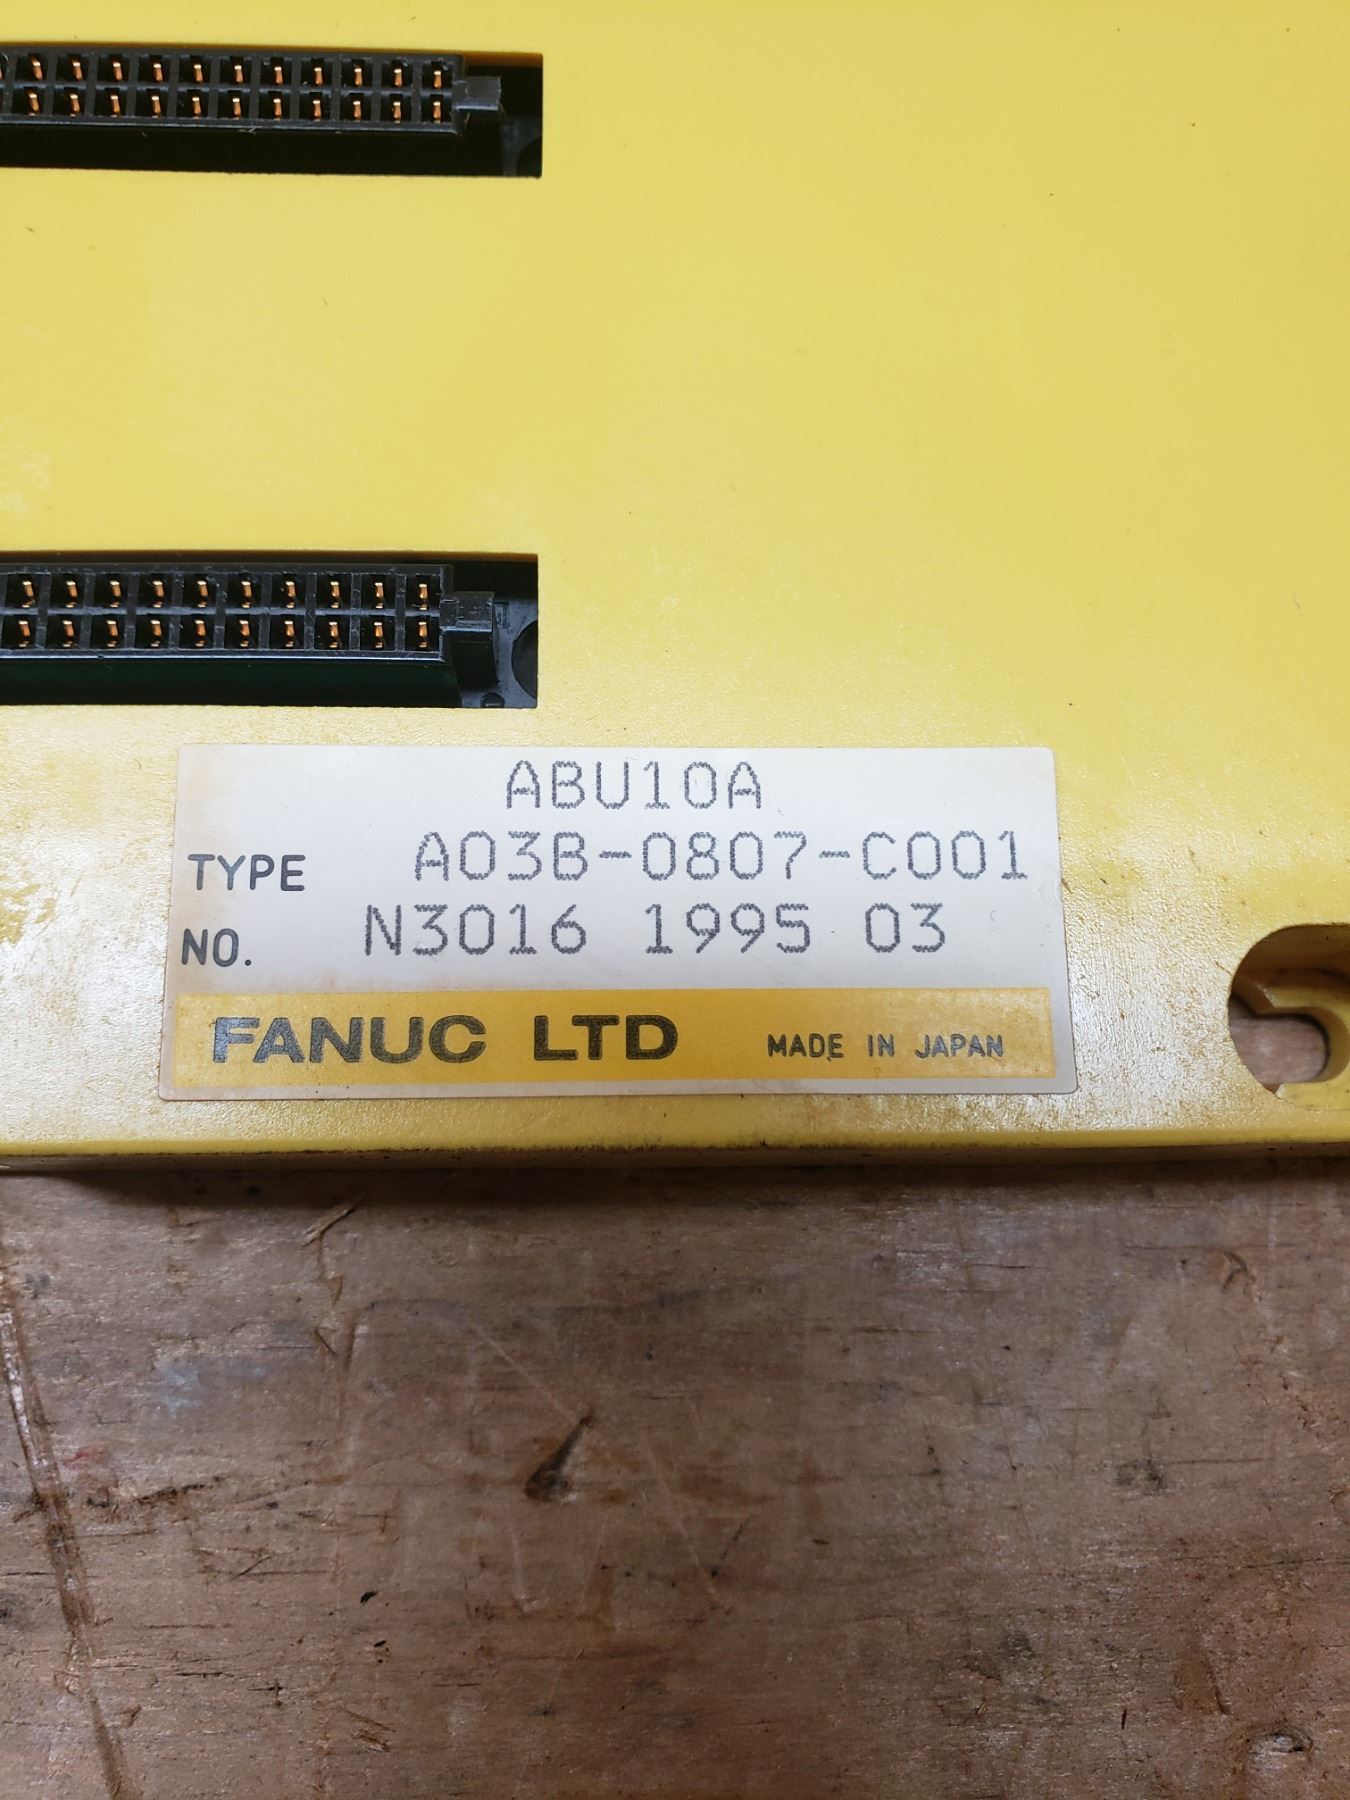 ABU10A
TYPE A03B-0807-C001
NO. N3016 1995 03
FANUC LTD MADE IN JAPAN